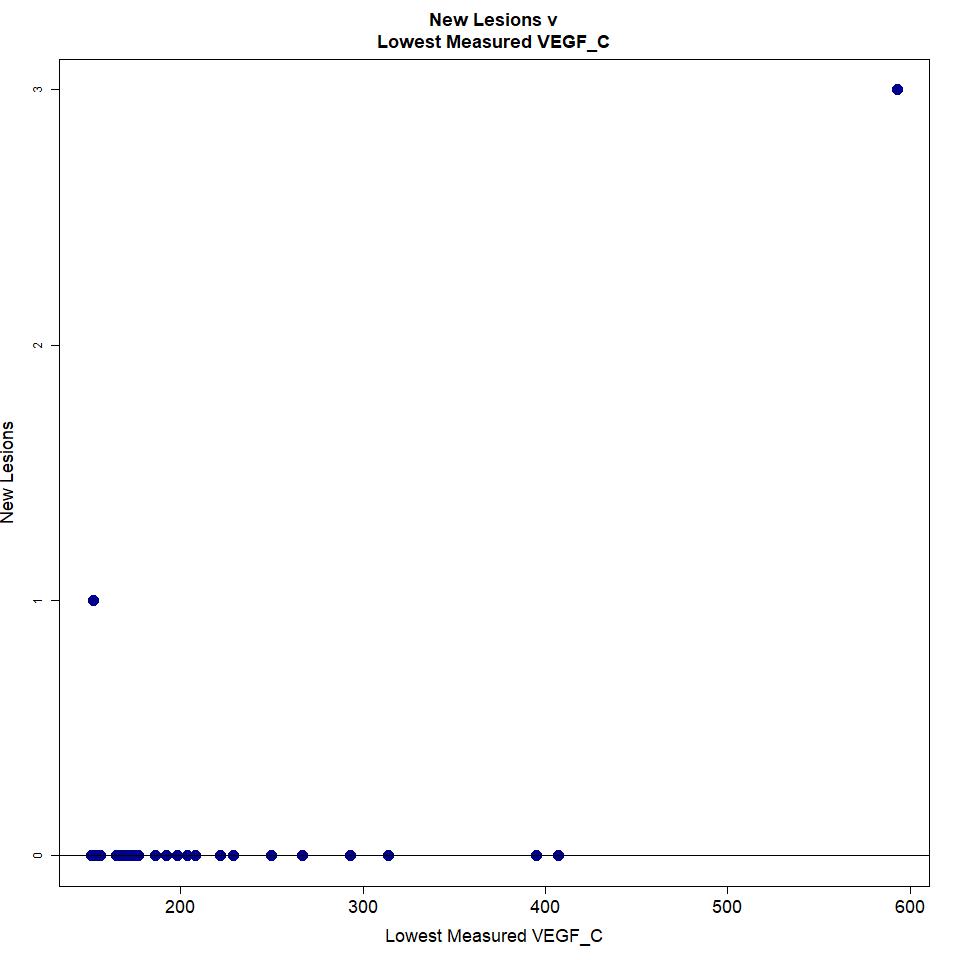 New Lesions v
Lowest Measured VEGF_C
3
2
1
0
New Lesions
200 300 400 500 600
Lowest Measured VEGF_C